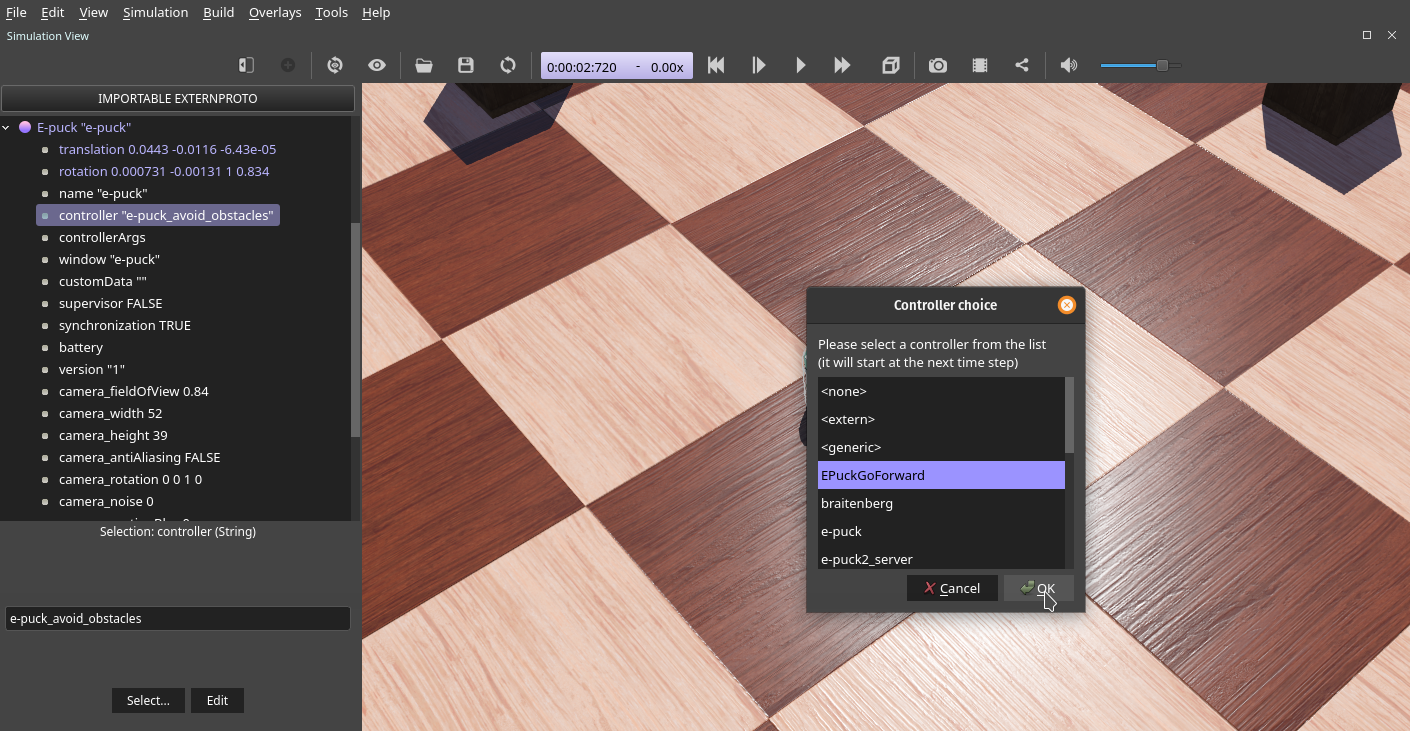 File Edit View Simulation Build Overlays Tools Help
Simulation View
0:00:02:720 - 0.00x
IMPORTABLE EXTERNPROTO
E-puck "e-puck"
translation 0.0443 -0.0116 -6.43e-05
rotation 0.000731 -0.00131 1 0.834
name "e-puck"
controller "e-puck_avoid_obstacles"
controllerArgs
window "e-puck"
customData ""
supervisor FALSE
synchronization TRUE
battery
version "1"
camera_fieldOfView 0.84
camera_width 52
camera_height 39
camera_antiAliasing FALSE
camera_rotation 0 0 1 0
camera_noise 0
Selection: controller (String)
e-puck_avoid_obstacles
Select... Edit
Controller choice
Please select a controller from the list
(it will start at the next time step)
<none>
<extern>
<generic>
EPuckGoForward
braitenberg
e-puck
e-puck2_server
Cancel OK